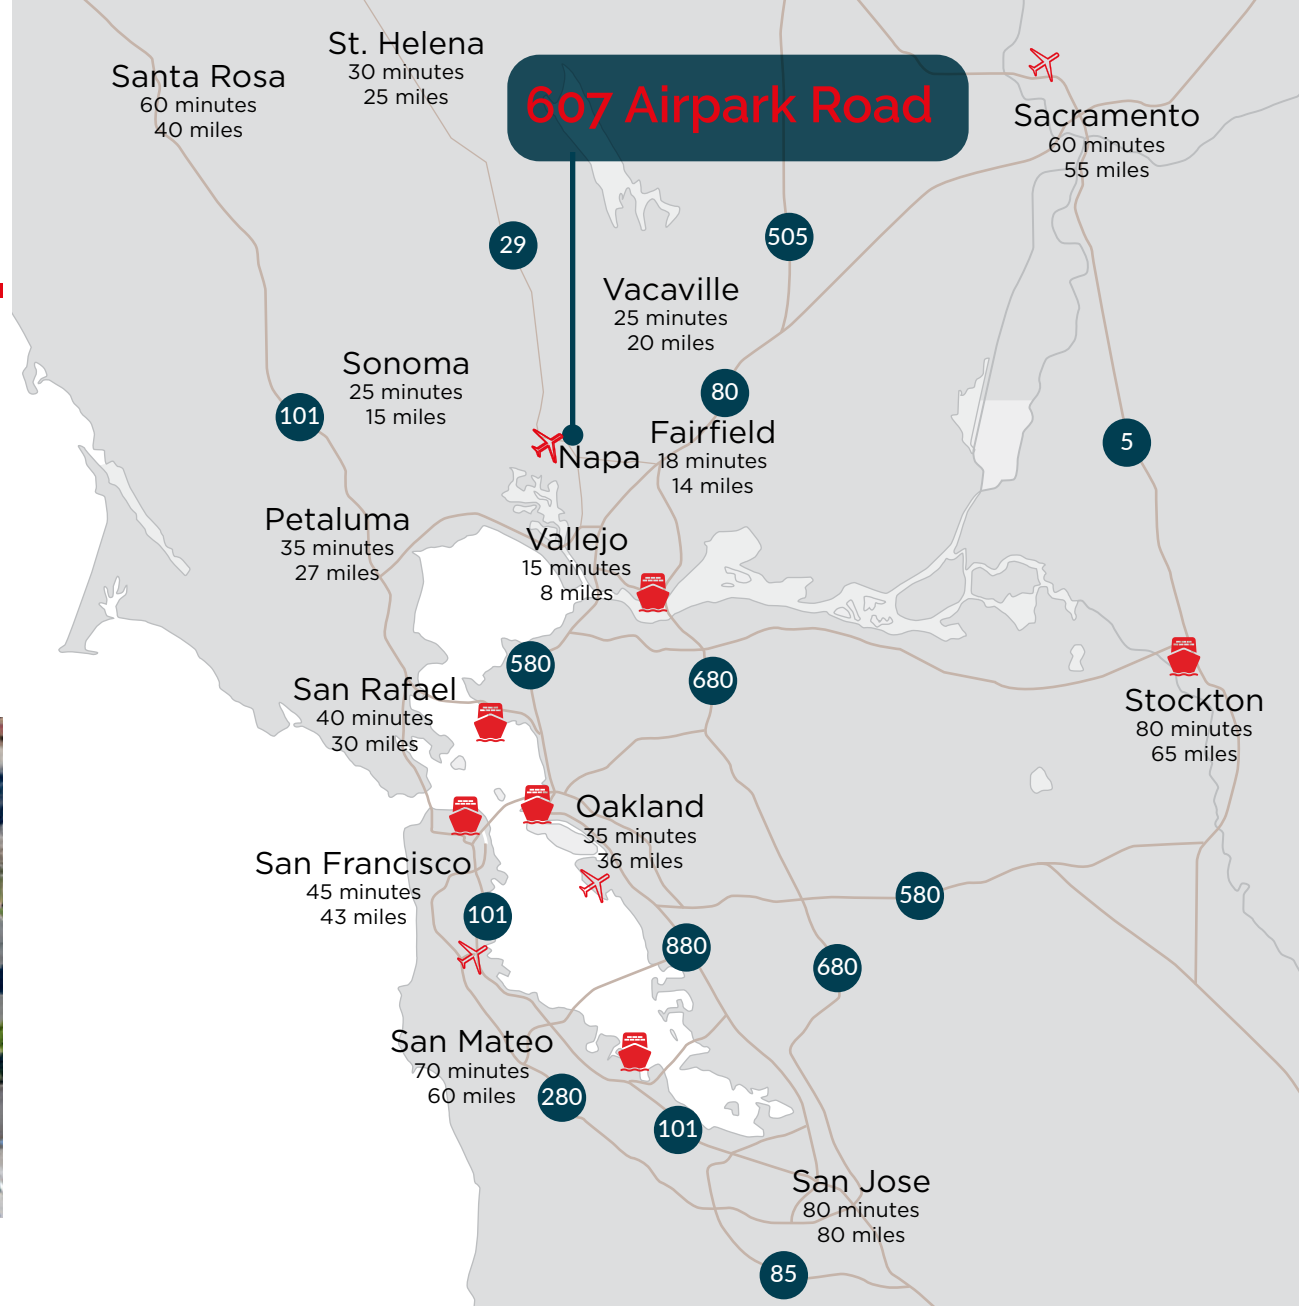 St. Helena
30 minutes
25 miles
Santa Rosa
60 minutes
40 miles
607 Airpark Road
Sacramento
60 minutes
55 miles
29
505
Vacaville
25 minutes
20 miles
Sonoma
25 minutes
15 miles
80
101
Fairfield
18 minutes
14 miles
5
Napa
Petaluma
35 minutes
27 miles
Vallejo
15 minutes
8 miles
580
680
San Rafael
40 minutes
30 miles
Stockton
80 minutes
65 miles
Oakland
35 minutes
36 miles
San Francisco
45 minutes
43 miles
580
101
880
680
San Mateo
70 minutes
60 miles
280
101
San Jose
80 minutes
80 miles
85